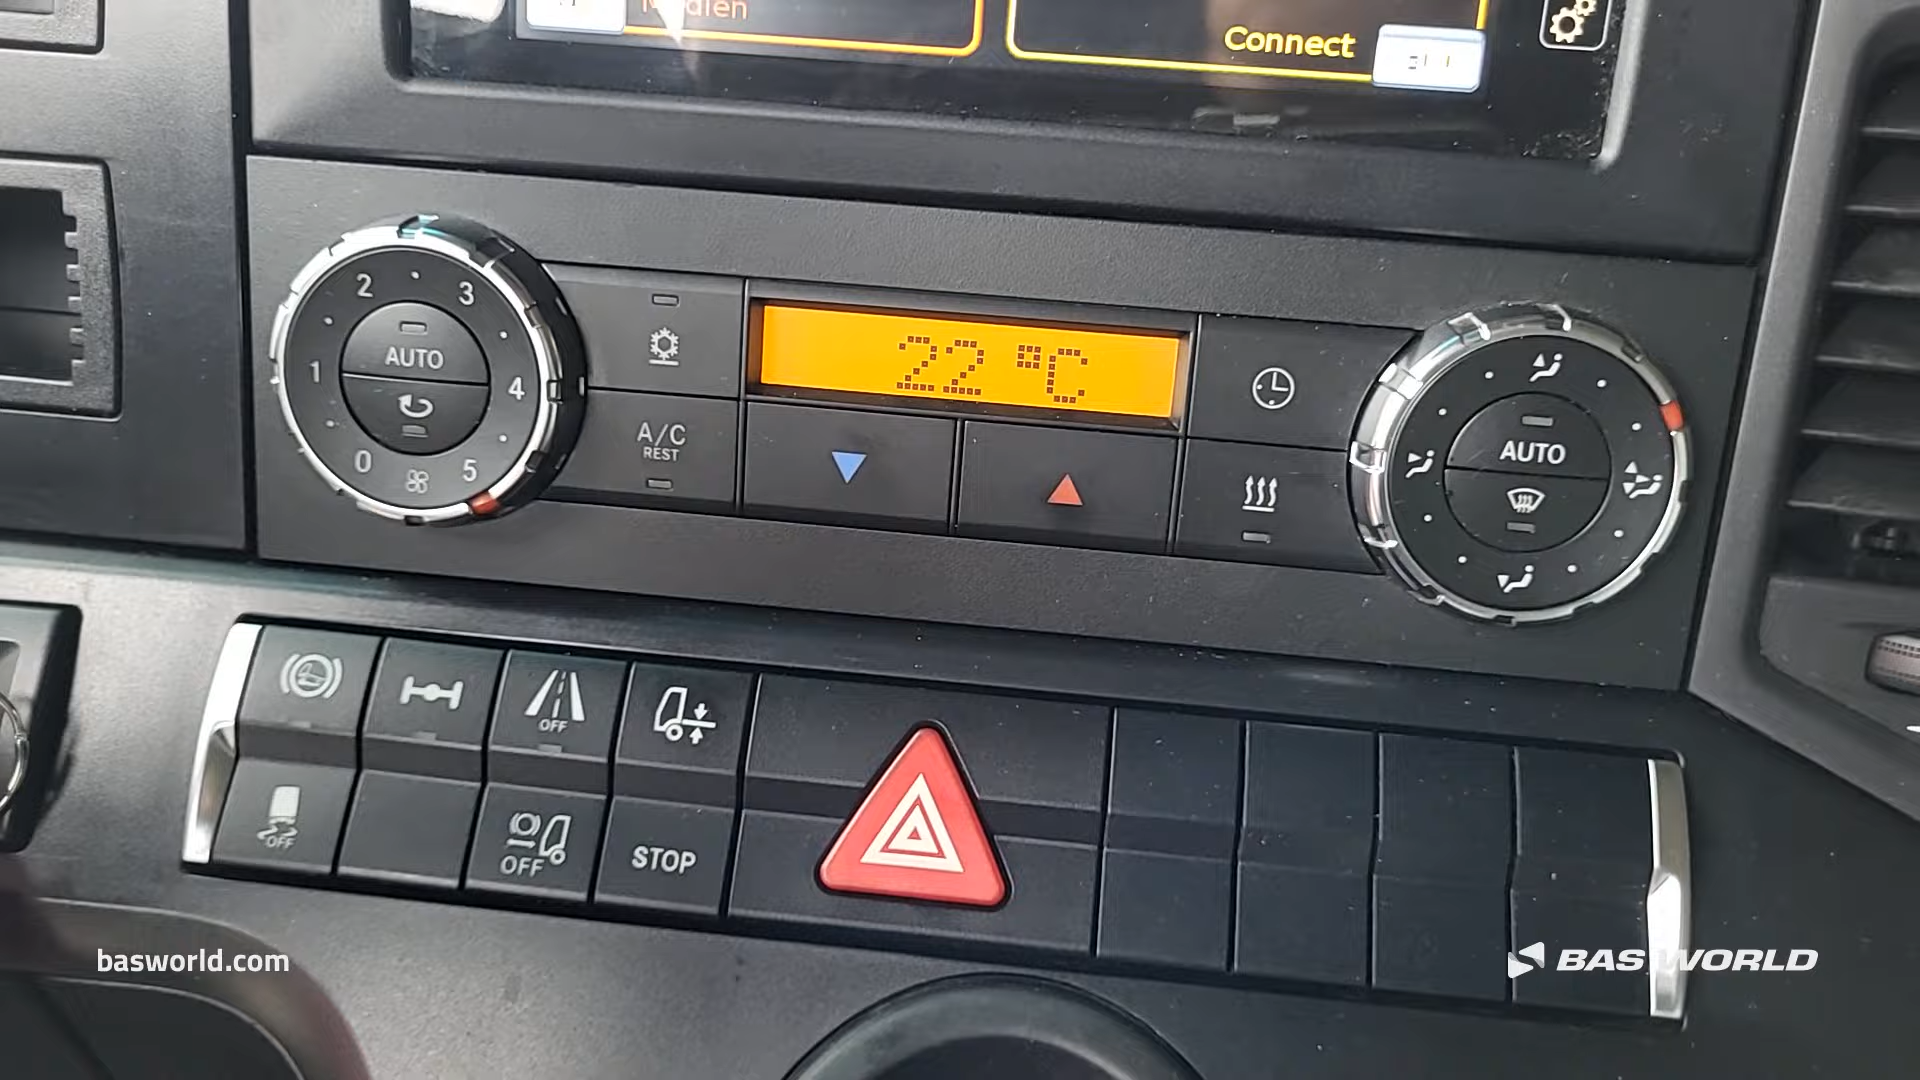 Medien
Connect
2 3
1 4
0 5
AUTO
22 °C
A/C
REST
AUTO
OFF
OFF
OFF
STOP
basworld.com
BAS WORLD